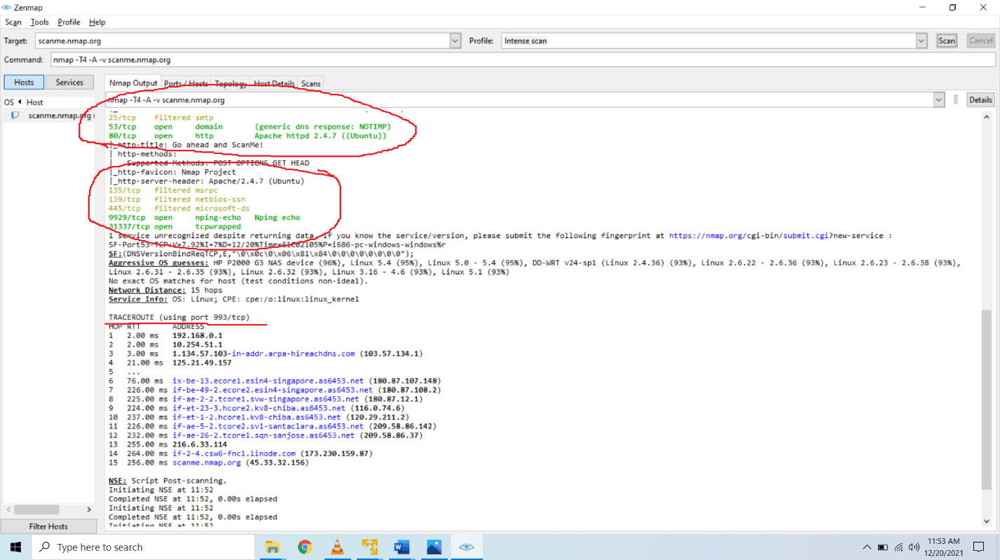 Zenmap
Scan Tools Profile Help
Target: scanme.nmap.org Profile: Intense scan Scan Cancel
Command: nmap -T4 -A -v scanme.nmap.org
Hosts Services Nmap Output Ports / Hosts Topology Host Details Scans
OS Host nmap -T4 -A -v scanme.nmap.org Details
scanme.nmap.org (
25/tcp filtered smtp
53/tcp open domain (generic dns response: NOTIMP)
80/tcp open http Apache httpd 2.4.7 ((Ubuntu))
|_http-title: Go ahead and ScanMe!
| http-methods:
|_ Supported Methods: POST OPTIONS GET HEAD
|_http-favicon: Nmap Project
|_http-server-header: Apache/2.4.7 (Ubuntu)
135/tcp filtered msrpc
139/tcp filtered netbios-ssn
445/tcp filtered microsoft-ds
9929/tcp open nping-echo Nping echo
31337/tcp open tcpwrapped
1 service unrecognized despite returning data. If you know the service/version, please submit the following fingerprint at https://nmap.org/cgi-bin/submit.cgi?new-service :
SF-Port53-TCP:V=7.92%I=7%D=12/20%Time=61C02105%P=i686-pc-windows-windows%r
SF:(DNSVersionBindReqTCP,E,"\0\x0c\0\x06\x81\x84\0\0\0\0\0\0\0\0");
Aggressive OS guesses: HP P2000 G3 NAS device (96%), Linux 5.4 (95%), Linux 5.0 - 5.4 (95%), DD-WRT v24-sp1 (Linux 2.4.36) (93%), Linux 2.6.22 - 2.6.36 (93%), Linux 2.6.23 - 2.6.38 (93%),
Linux 2.6.31 - 2.6.35 (93%), Linux 2.6.32 (93%), Linux 3.16 - 4.6 (93%), Linux 5.1 (93%)
No exact OS matches for host (test conditions non-ideal).
Network Distance: 15 hops
Service Info: OS: Linux; CPE: cpe:/o:linux:linux_kernel
TRACEROUTE (using port 993/tcp)
HOP RTT ADDRESS
1 2.00 ms 192.168.0.1
2 2.00 ms 10.254.51.1
3 3.00 ms 1.134.57.103-in-addr.arpa-hireachdns.com (103.57.134.1)
4 21.00 ms 125.21.49.157
5 ...
6 76.00 ms ix-be-13.ecore1.esin4-singapore.as6453.net (180.87.107.148)
7 226.00 ms if-be-49-2.ecore2.esin4-singapore.as6453.net (180.87.108.2)
8 225.00 ms if-ae-2-2.tcore1.svw-singapore.as6453.net (180.87.12.1)
9 224.00 ms if-et-23-3.hcore2.kv8-chiba.as6453.net (116.0.74.6)
10 237.00 ms if-et-1-2.hcore1.kv8-chiba.as6453.net (120.29.211.2)
11 226.00 ms if-ae-5-2.tcore2.sv1-santaclara.as6453.net (209.58.86.142)
12 232.00 ms if-ae-26-2.tcore1.sqn-sanjose.as6453.net (209.58.86.37)
13 255.00 ms 216.6.33.114
14 264.00 ms if-2-4.csw6-fnc1.linode.com (173.230.159.87)
15 256.00 ms scanme.nmap.org (45.33.32.156)
NSE: Script Post-scanning.
Initiating NSE at 11:52
Completed NSE at 11:52, 0.00s elapsed
Initiating NSE at 11:52
Completed NSE at 11:52, 0.00s elapsed
Initiating NSE at 11:52
Filter Hosts
Type here to search
11:53 AM
12/20/2021